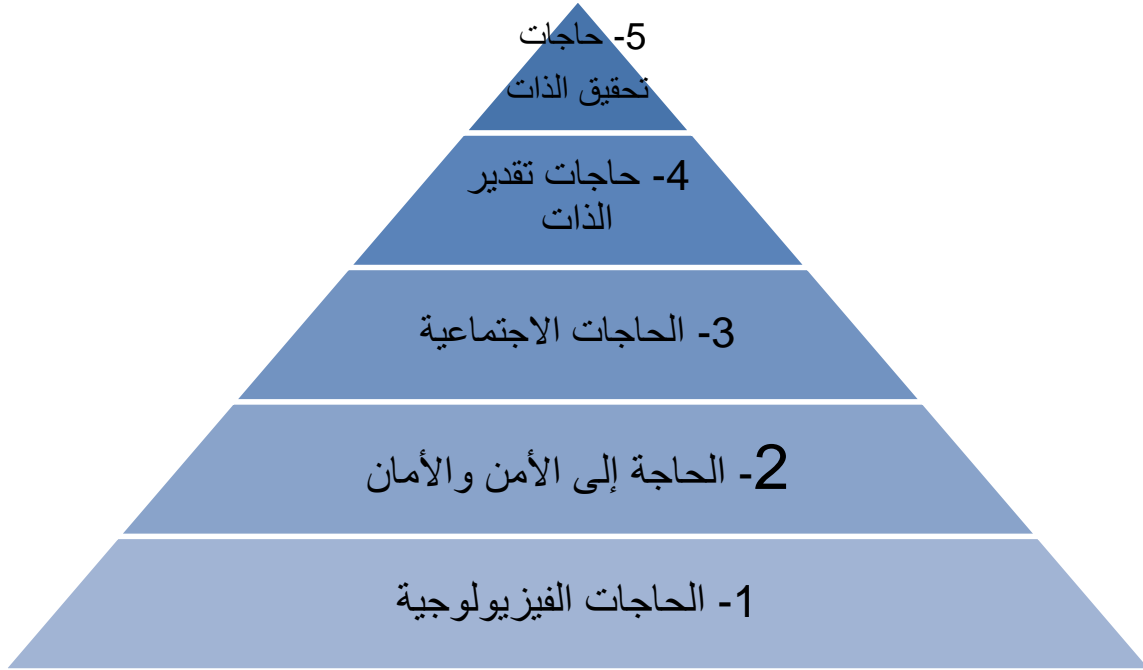 5- حاجات
تحقيق الذات
4- حاجات تقدير
الذات
3- الحاجات الاجتماعية
2- الحاجة إلى الأمن والأمان
1- الحاجات الفيزيولوجية